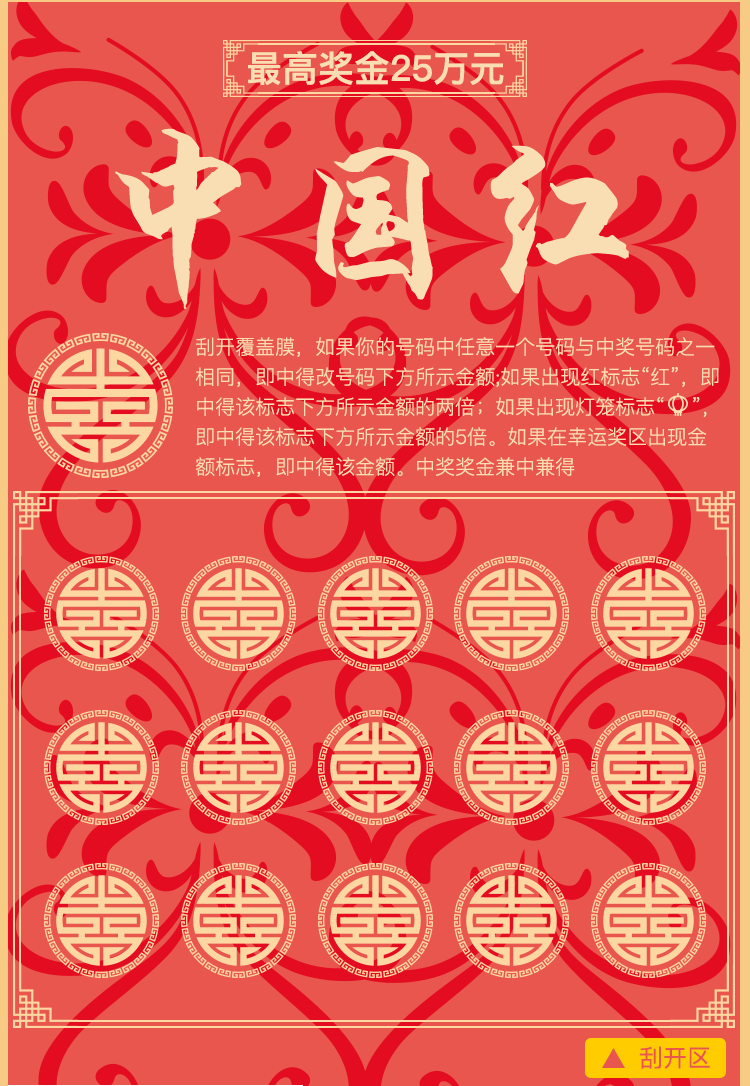 最高奖金25万元
中国红
刮开覆盖膜，如果你的号码中任意一个号码与中奖号码之一
相同，即中得改号码下方所示金额;如果出现红标志“红”，即
中得该标志下方所示金额的两倍；如果出现灯笼标志“ ”，
即中得该标志下方所示金额的5倍。如果在幸运奖区出现金
额标志，即中得该金额。中奖奖金兼中兼得
刮开区